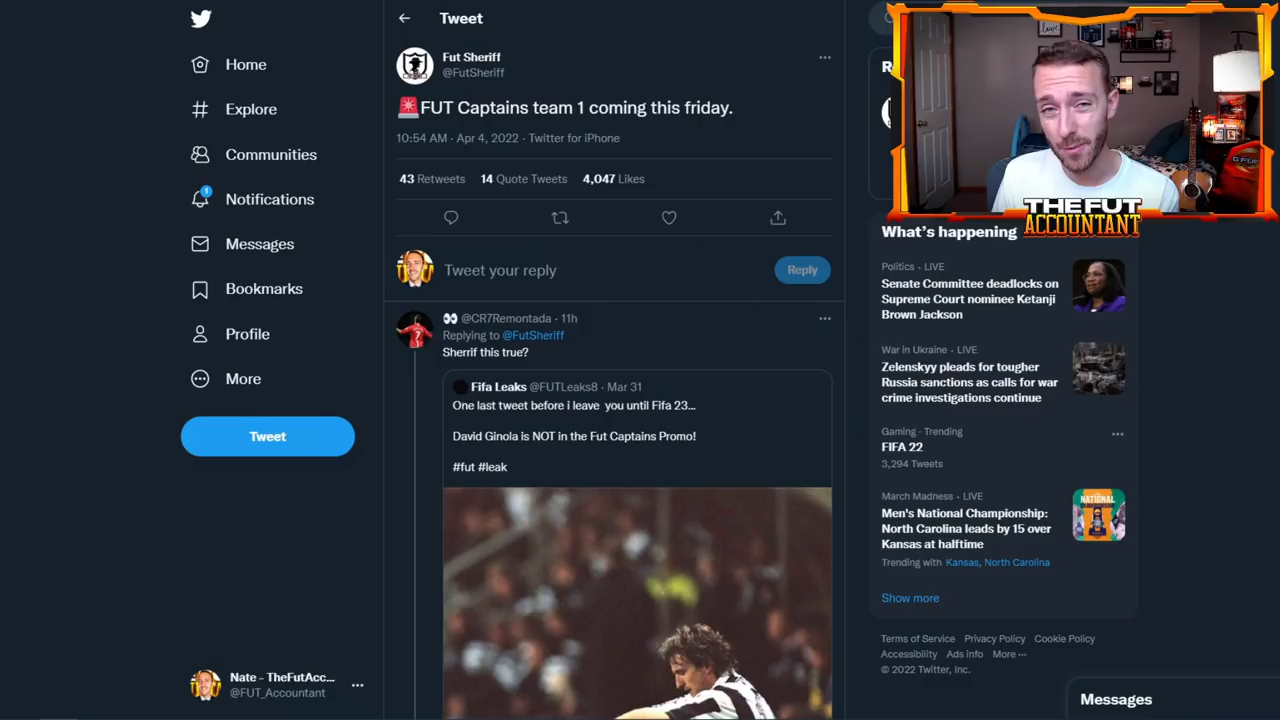 Home
Explore
Communities
1
Notifications
Messages
Bookmarks
Profile
More
Tweet
Nate - TheFutAcc...
@FUT_Accountant
Tweet
Fut Sheriff
@FutSheriff
🚨FUT Captains team 1 coming this friday.
10:54 AM · Apr 4, 2022 · Twitter for iPhone
43 Retweets 14 Quote Tweets 4,047 Likes
Tweet your reply
Reply
👀 @CR7Remontada · 11h
Replying to @FutSheriff
Sherrif this true?
Fifa Leaks @FUTLeaks8 · Mar 31
One last tweet before i leave you until Fifa 23...
David Ginola is NOT in the Fut Captains Promo!
#fut #leak
THE FUT
ACCOUNTANT
What's happening
Politics · LIVE
Senate Committee deadlocks on
Supreme Court nominee Ketanji
Brown Jackson
War in Ukraine · LIVE
Zelenskyy pleads for tougher
Russia sanctions as calls for war
crime investigations continue
Gaming · Trending
FIFA 22
3,294 Tweets
March Madness · LIVE
Men's National Championship:
North Carolina leads by 15 over
Kansas at halftime
Trending with Kansas, North Carolina
Show more
Terms of Service Privacy Policy Cookie Policy
Accessibility Ads info More ···
© 2022 Twitter, Inc.
Messages